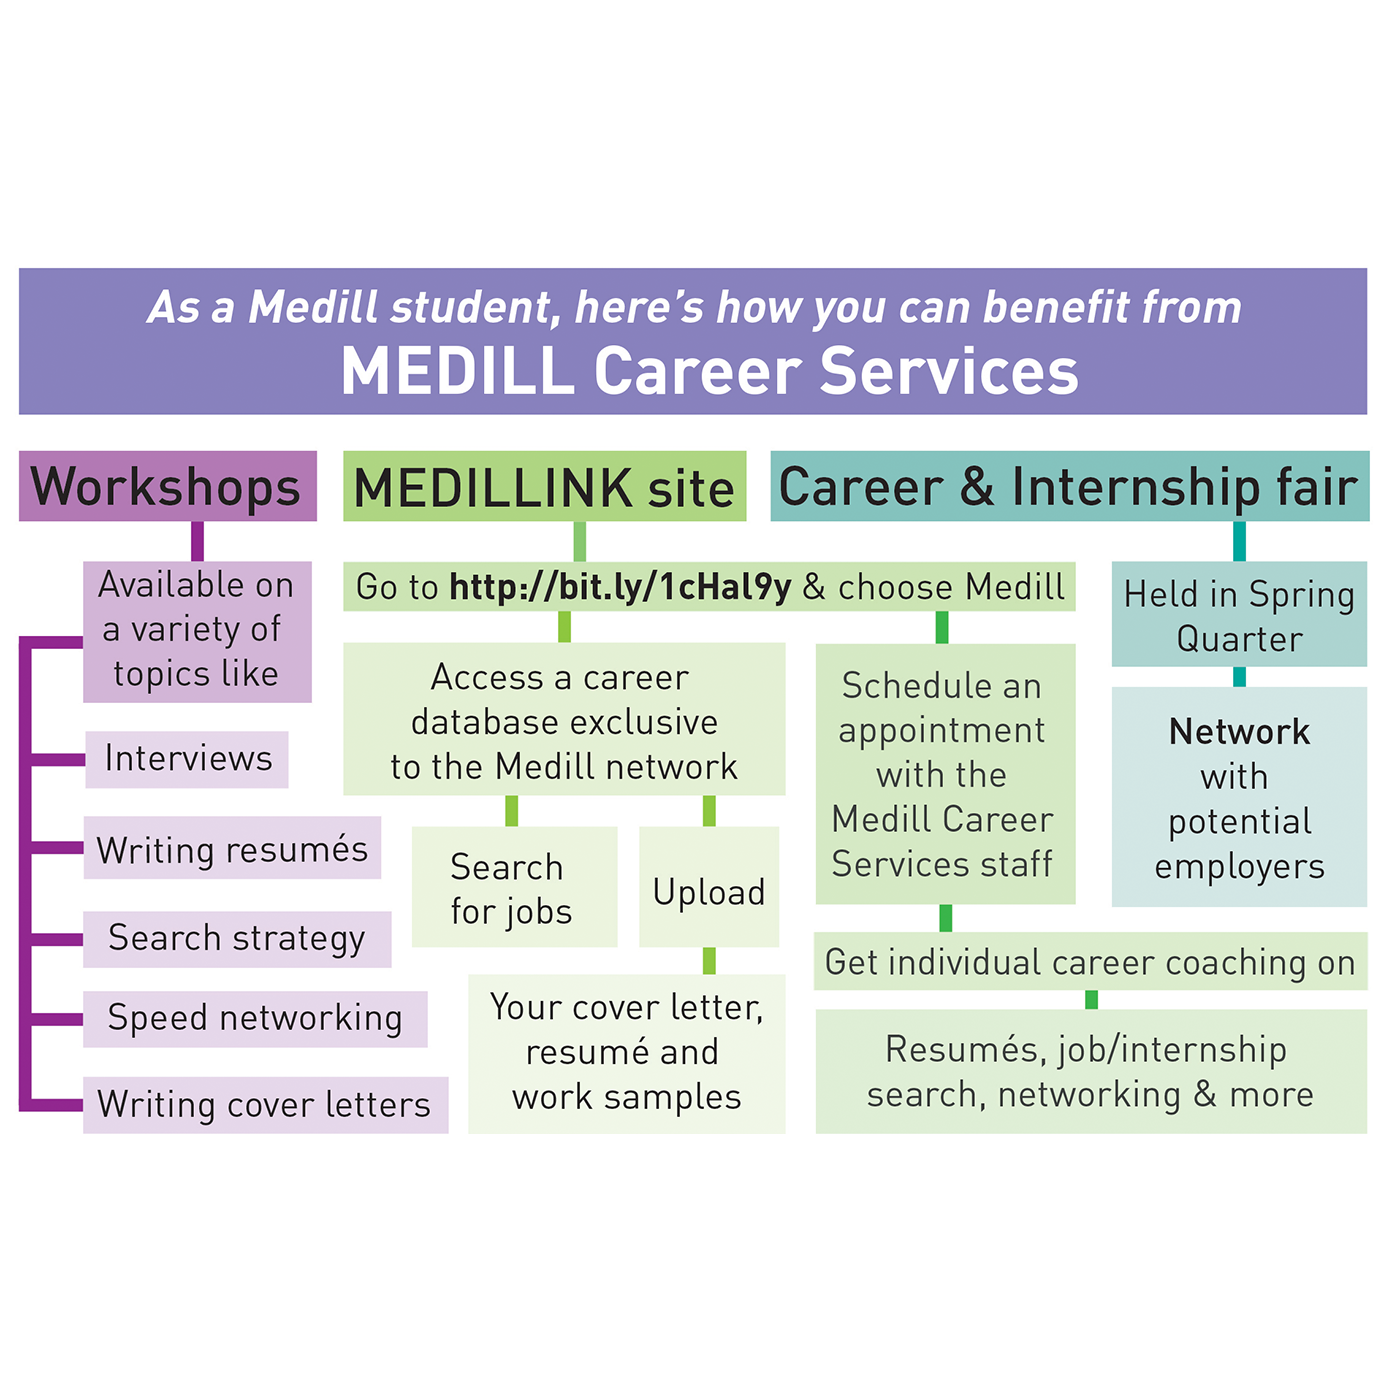 As a Medill student, here's how you can benefit from
MEDILL Career Services
Workshops
Available on
a variety of
topics like
Interviews
Writing resumés
Search strategy
Speed networking
Writing cover letters
MEDILLINK site
Go to http://bit.ly/1cHal9y & choose Medill
Access a career
database exclusive
to the Medill network
Search
for jobs
Upload
Your cover letter,
resumé and
work samples
Schedule an
appointment
with the
Medill Career
Services staff
Get individual career coaching on
Resumés, job/internship
search, networking & more
Career & Internship fair
Held in Spring
Quarter
Network
with
potential
employers